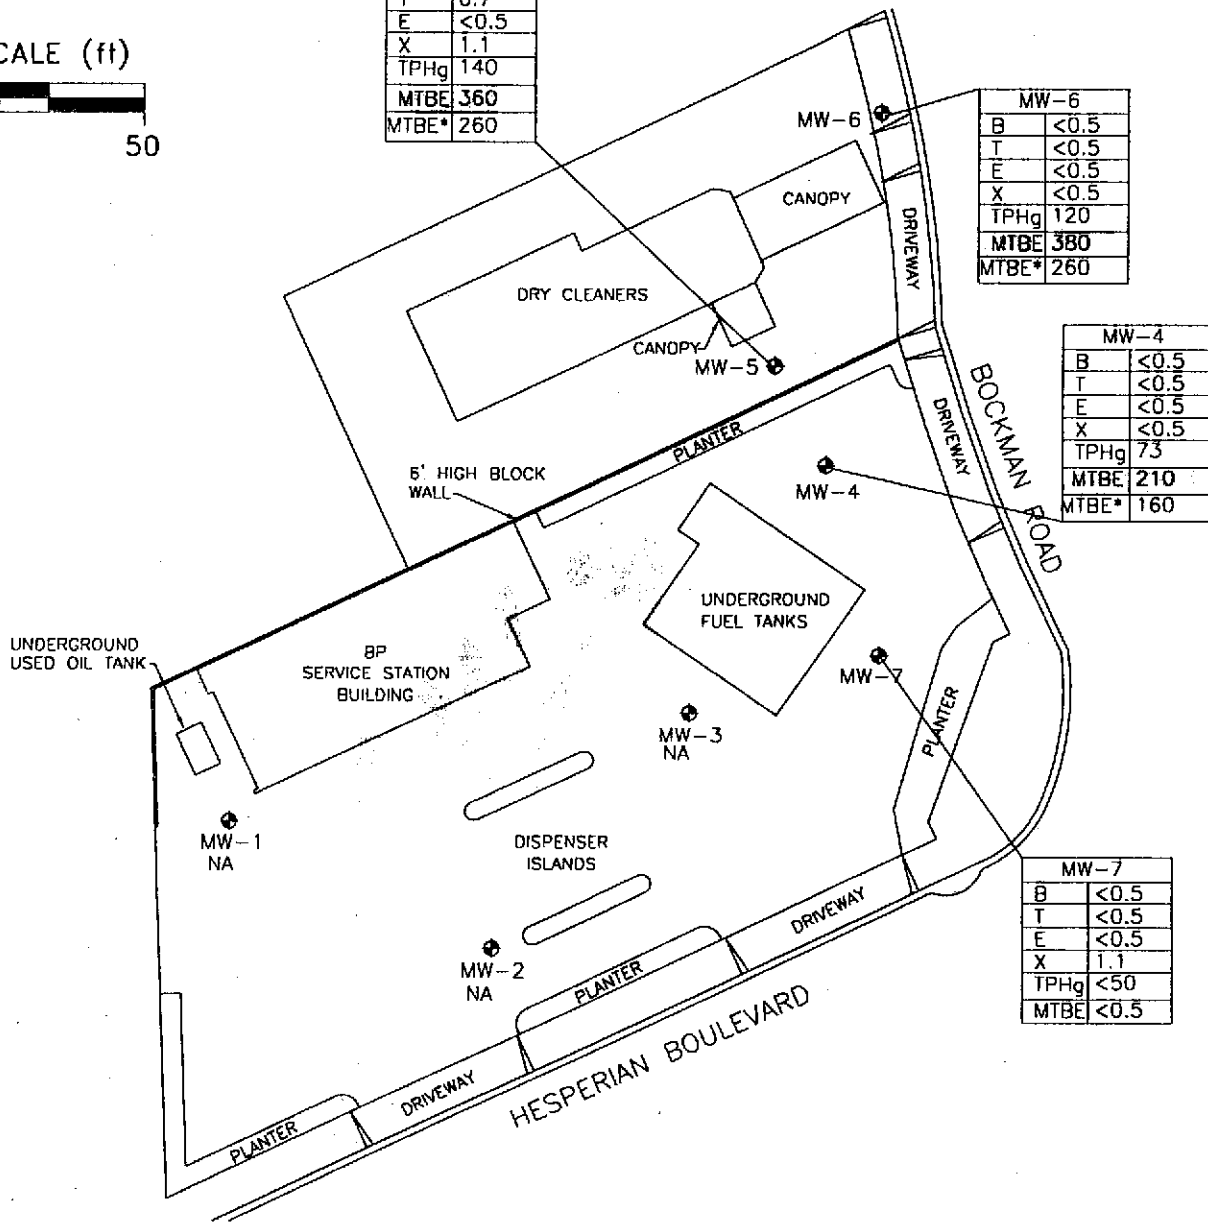 CALE (ft)
50
0.7
E <0.5
X 1.1
TPHg 140
MTBE 360
MTBE* 260
MW-6
MW-6
B <0.5
T <0.5
E <0.5
X <0.5
TPHg 120
MTBE 380
MTBE* 260
CANOPY
DRIVEWAY
DRY CLEANERS
CANOPY
MW-5
MW-4
B <0.5
T <0.5
E <0.5
X <0.5
TPHg 73
MTBE 210
MTBE* 160
BOCKMAN ROAD
DRIVEWAY
PLANTER
6' HIGH BLOCK
WALL
MW-4
UNDERGROUND
FUEL TANKS
UNDERGROUND
USED OIL TANK
BP
SERVICE STATION
BUILDING
MW-7
PLANTER
MW-3
NA
MW-1
NA
DISPENSER
ISLANDS
MW-7
B <0.5
T <0.5
E <0.5
X 1.1
TPHg <50
MTBE <0.5
DRIVEWAY
MW-2
NA
PLANTER
HESPERIAN BOULEVARD
DRIVEWAY
PLANTER